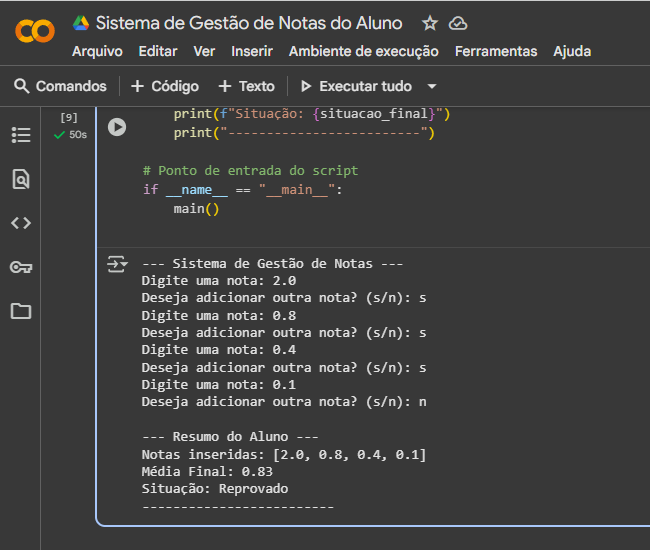 Sistema de Gestão de Notas do Aluno
Arquivo Editar Ver Inserir Ambiente de execução Ferramentas Ajuda
Comandos + Código + Texto Executar tudo
[9]
50s
print(f"Situação: {situacao_final}")
print("-------------------------")
# Ponto de entrada do script
if __name__ == "__main__":
main()
--- Sistema de Gestão de Notas ---
Digite uma nota: 2.0
Deseja adicionar outra nota? (s/n): s
Digite uma nota: 0.8
Deseja adicionar outra nota? (s/n): s
Digite uma nota: 0.4
Deseja adicionar outra nota? (s/n): s
Digite uma nota: 0.1
Deseja adicionar outra nota? (s/n): n
--- Resumo do Aluno ---
Notas inseridas: [2.0, 0.8, 0.4, 0.1]
Média Final: 0.83
Situação: Reprovado
-------------------------